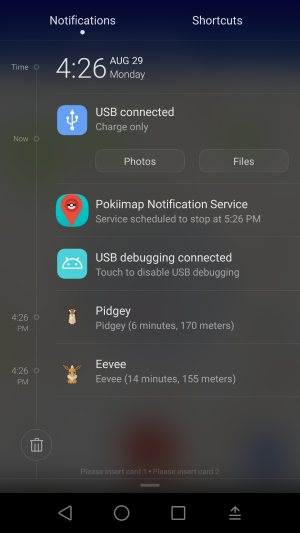 Notifications Shortcuts
Time 4:26 AUG 29
Monday
USB connected
Charge only
Now
Photos Files
Pokiimap Notification Service
Service scheduled to stop at 5:26 PM
USB debugging connected
Touch to disable USB debugging
Pidgey
4:26 PM Pidgey (6 minutes, 170 meters)
Eevee
4:26 PM Eevee (14 minutes, 155 meters)
Please insert card 1 • Please insert card 2